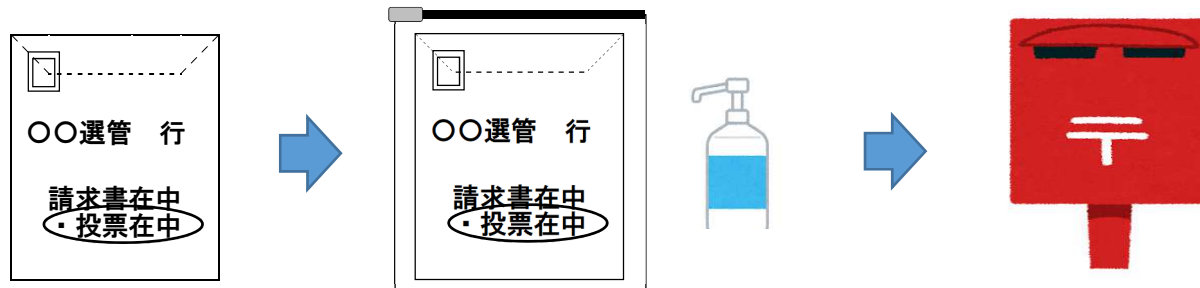 〇〇選管　行
請求書在中
・投票在中
〇〇選管　行
請求書在中
・投票在中
〒